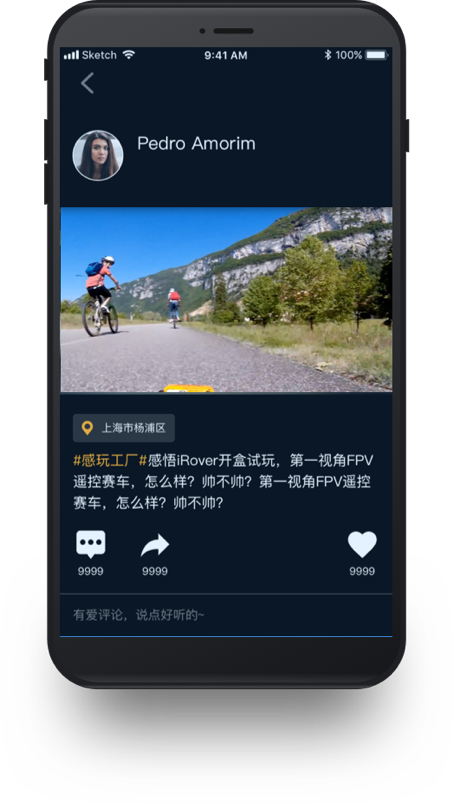 Sketch 9:41 AM 100%
Pedro Amorim
上海市杨浦区
#感玩工厂#感悟iRover开盒试玩，第一视角FPV
遥控赛车，怎么样？帅不帅？第一视角FPV遥控
赛车，怎么样？帅不帅？
9999 9999 9999
有爱评论，说点好听的~